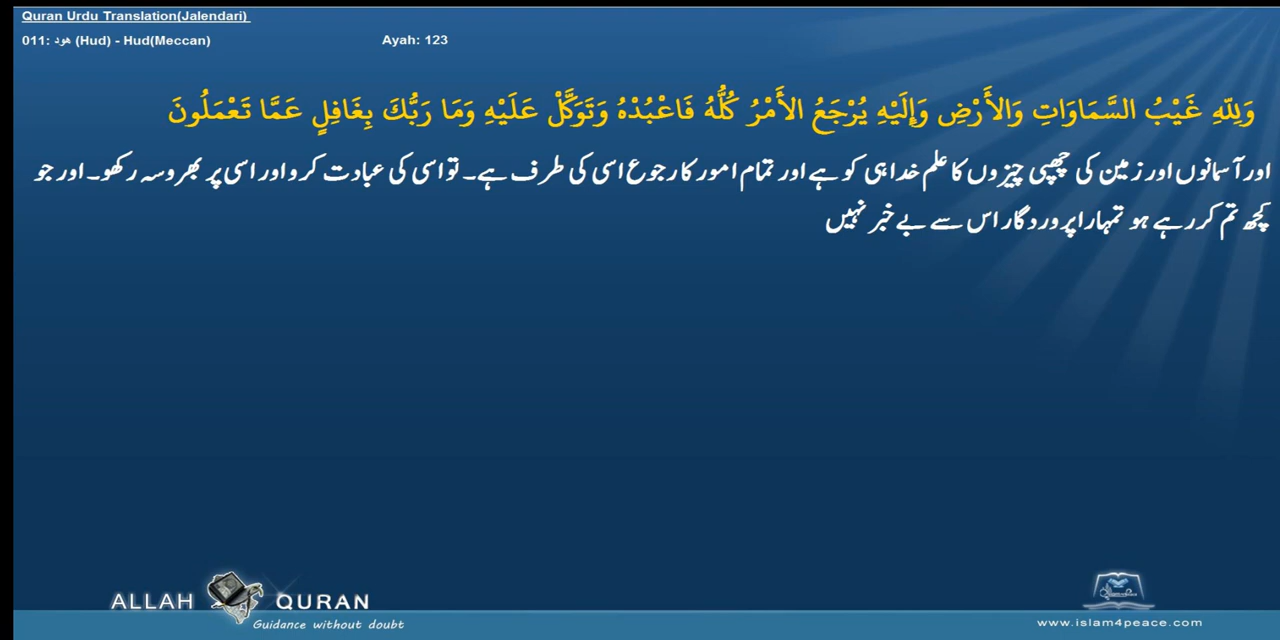 Quran Urdu Translation(Jalendari)
011: هود (Hud) - Hud(Meccan) Ayah: 123
وَلِلّهِ غَيْبُ السَّمَاوَاتِ وَالأَرْضِ وَإِلَيْهِ يُرْجَعُ الأَمْرُ كُلُّهُ فَاعْبُدْهُ وَتَوَكَّلْ عَلَيْهِ وَمَا رَبُّكَ بِغَافِلٍ عَمَّا تَعْمَلُونَ
اور آسمانوں اور زمین کی چھپی چیزوں کا علم خدا ہی کو ہے اور تمام امور کا رجوع اسی کی طرف ہے۔ تو اسی کی عبادت کرو اور اسی پر بھروسہ رکھو۔ اور جو
کچھ تم کر رہے ہو تمہارا پروردگار اس سے بے خبر نہیں
ALLAH QURAN
Guidance without doubt
www.islam4peace.com